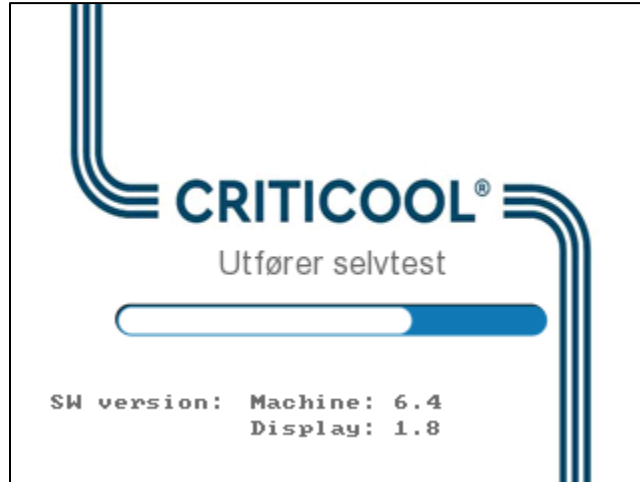 CRITICOOL®
Utfører selvtest
SW version: Machine: 6.4
Display: 1.8